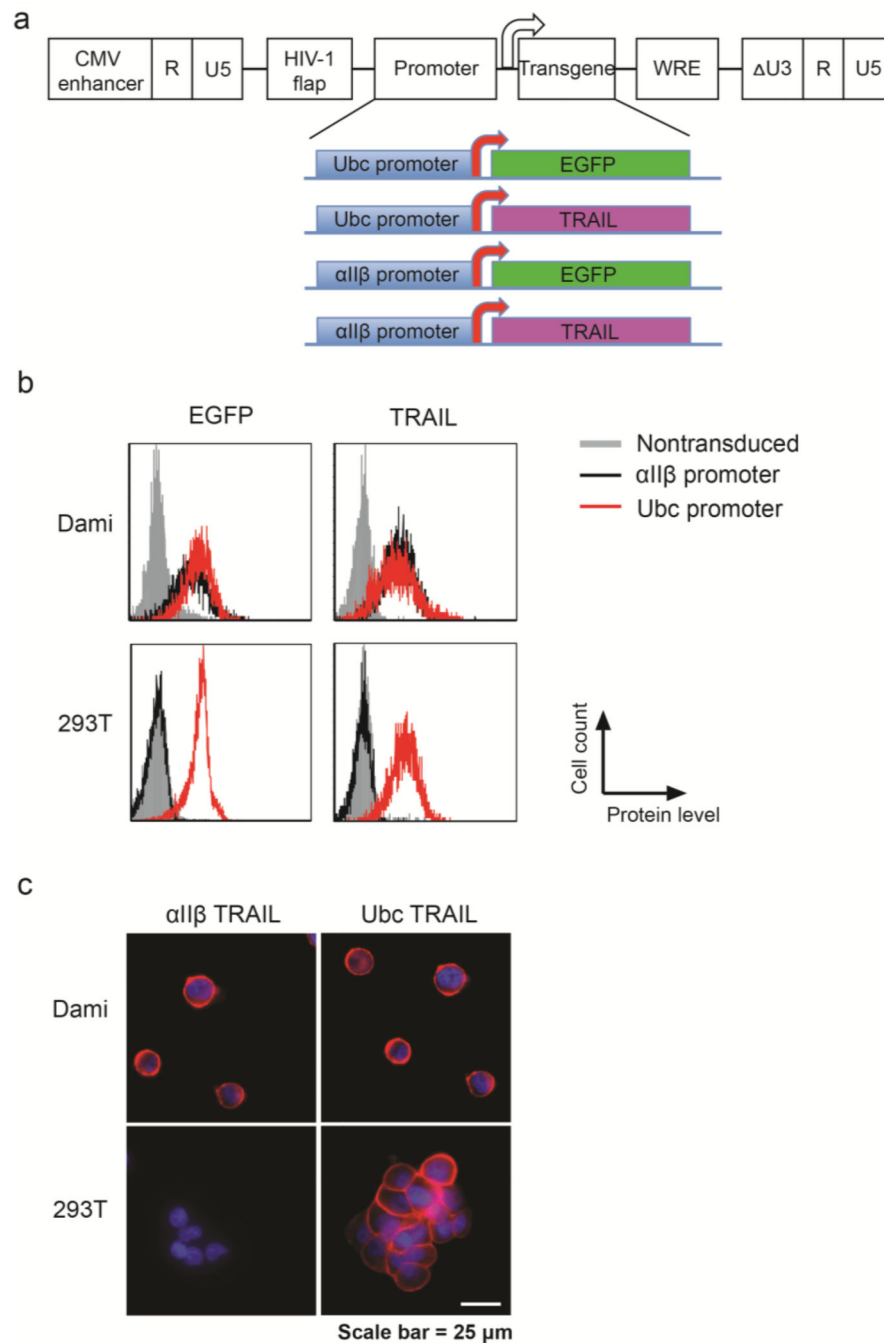 a
CMV enhancer R U5 HIV-1 flap Promoter Transgene WRE ΔU3 R U5
Ubc promoter EGFP
Ubc promoter TRAIL
αIIβ promoter EGFP
αIIβ promoter TRAIL
b
EGFP TRAIL
Nontransduced
αIIβ promoter
Ubc promoter
Dami
293T
Cell count
Protein level
c
αIIβ TRAIL Ubc TRAIL
Dami
293T
Scale bar = 25 µm